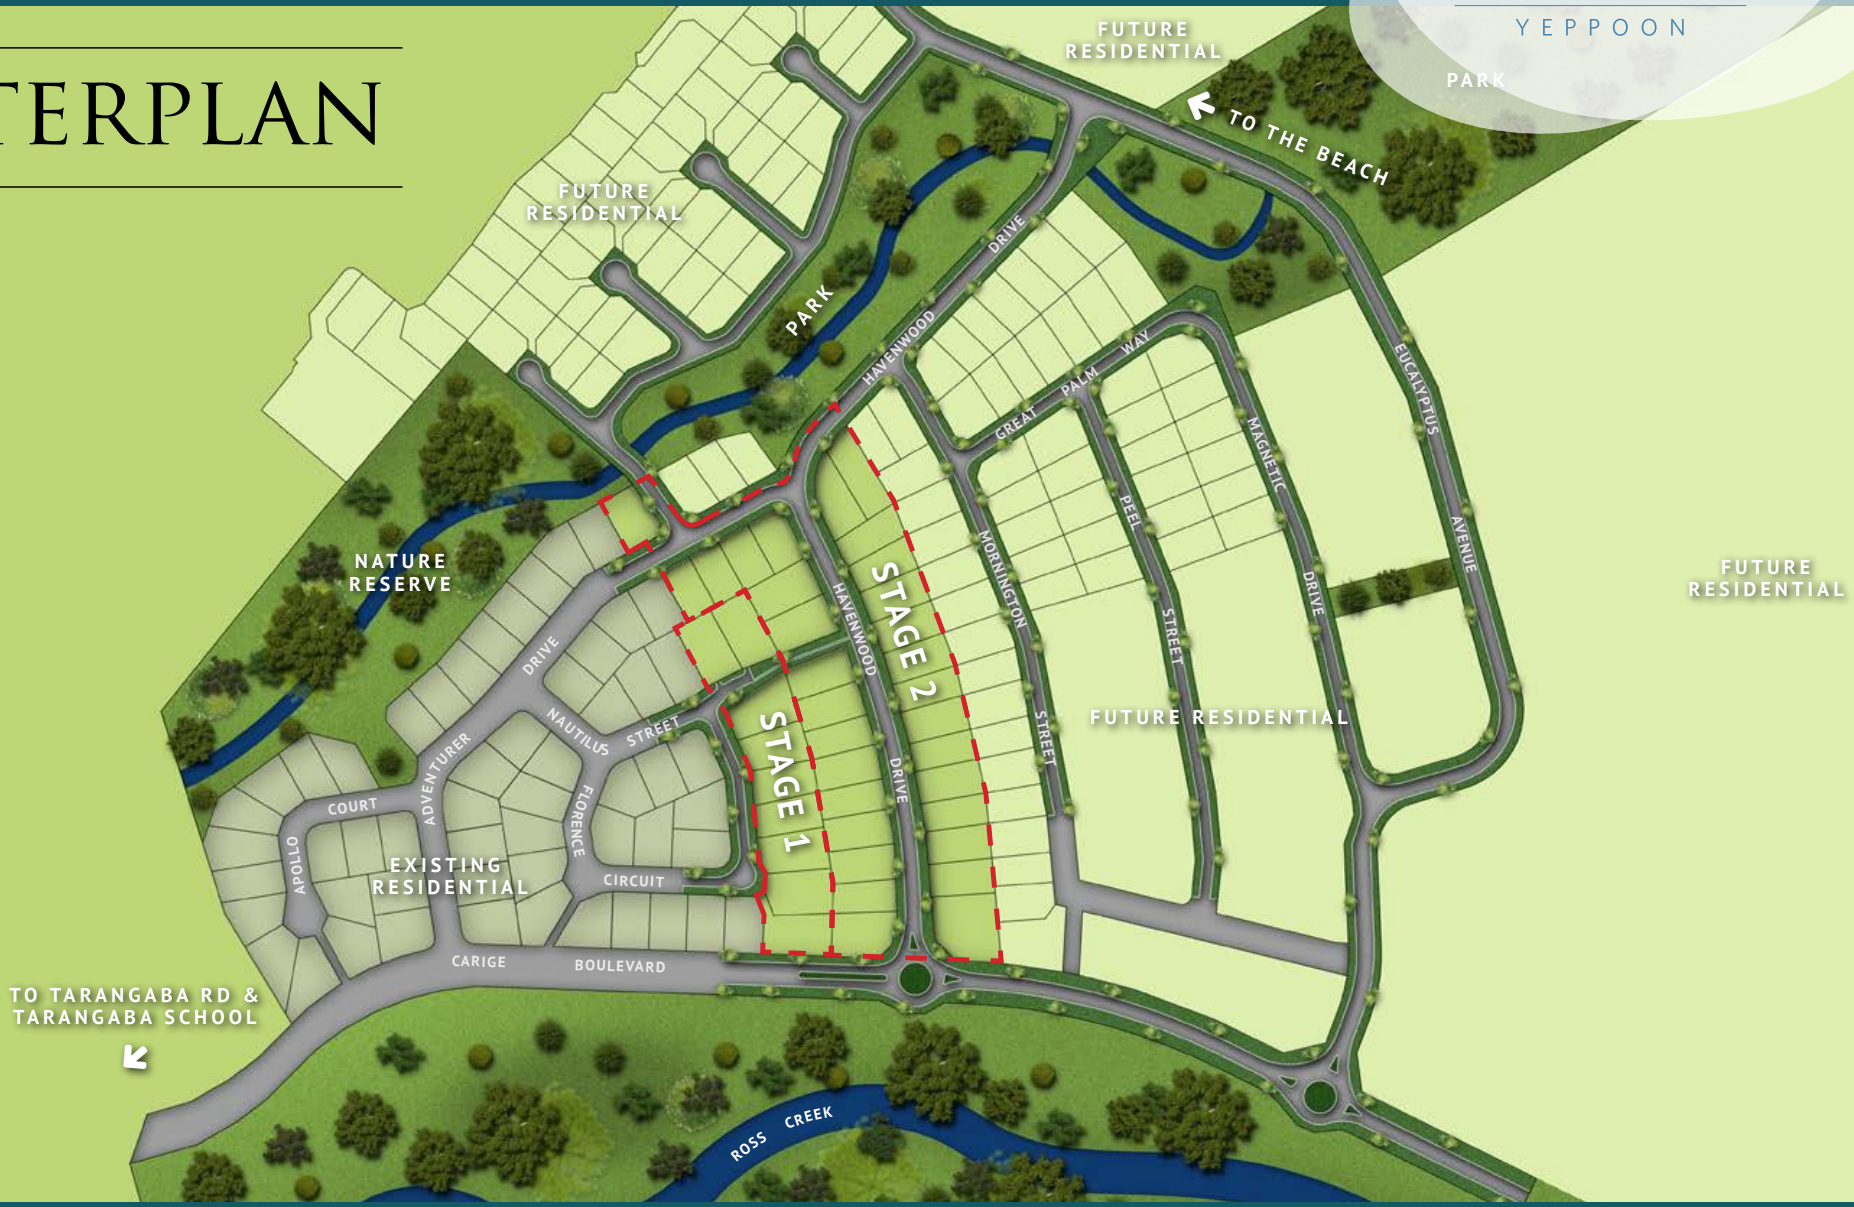 YEPPOON
TERPLAN
FUTURE
RESIDENTIAL
PARK
TO THE BEACH
FUTURE
RESIDENTIAL
PARK
HAVENWOOD DRIVE
GREAT PALM WAY
EUCALYPTUS AVENUE
MAGNETIC DRIVE
PEEL STREET
MORNINGTON STREET
NATURE
RESERVE
STAGE 2
HAVENWOOD DRIVE
FUTURE
RESIDENTIAL
ADVENTURER DRIVE
NAUTILUS STREET
STAGE 1
FUTURE RESIDENTIAL
APOLLO COURT
FLORENCE CIRCUIT
EXISTING
RESIDENTIAL
CARIGE BOULEVARD
TO TARANGABA RD &
TARANGABA SCHOOL
ROSS CREEK